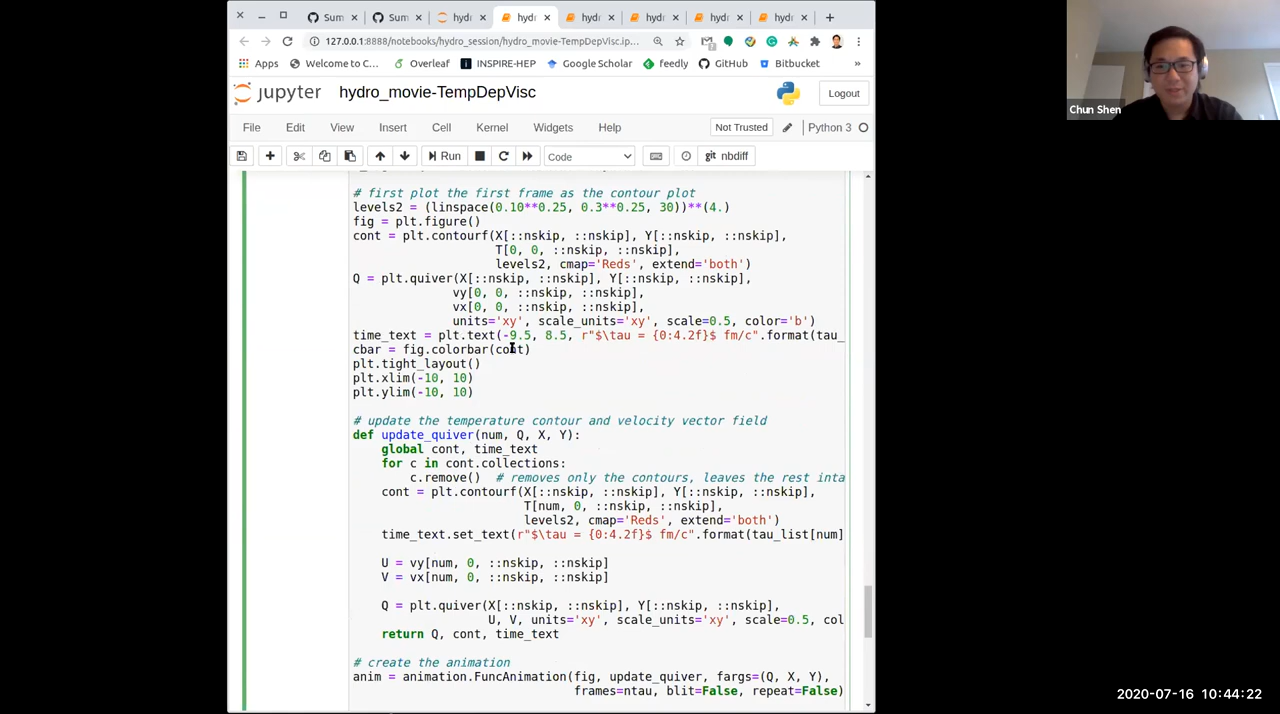 Sum
Sum
hydr
hydr
hydr
hydr
hydr
hydr
127.0.0.1:8888/notebooks/hydro_session/hydro_movie-TempDepVisc.ip...
Apps
Welcome to C...
Overleaf
INSPIRE-HEP
Google Scholar
feedly
GitHub
Bitbucket
»
jupyter
hydro_movie-TempDepVisc
Logout
File
Edit
View
Insert
Cell
Kernel
Widgets
Help
Not Trusted
Python 3
Run
Code
git nbdiff
# first plot the first frame as the contour plot
levels2 = (linspace(0.10**0.25, 0.3**0.25, 30))**(4.)
fig = plt.figure()
cont = plt.contourf(X[::nskip, ::nskip], Y[::nskip, ::nskip],
T[0, 0, ::nskip, ::nskip],
levels2, cmap='Reds', extend='both')
Q = plt.quiver(X[::nskip, ::nskip], Y[::nskip, ::nskip],
vy[0, 0, ::nskip, ::nskip],
vx[0, 0, ::nskip, ::nskip],
units='xy', scale_units='xy', scale=0.5, color='b')
time_text = plt.text(-9.5, 8.5, r"$\tau = {0:4.2f}$ fm/c".format(tau_
cbar = fig.colorbar(cont)
plt.tight_layout()
plt.xlim(-10, 10)
plt.ylim(-10, 10)
# update the temperature contour and velocity vector field
def update_quiver(num, Q, X, Y):
global cont, time_text
for c in cont.collections:
c.remove()  # removes only the contours, leaves the rest inta
cont = plt.contourf(X[::nskip, ::nskip], Y[::nskip, ::nskip],
T[num, 0, ::nskip, ::nskip],
levels2, cmap='Reds', extend='both')
time_text.set_text(r"$\tau = {0:4.2f}$ fm/c".format(tau_list[num]
U = vy[num, 0, ::nskip, ::nskip]
V = vx[num, 0, ::nskip, ::nskip]
Q = plt.quiver(X[::nskip, ::nskip], Y[::nskip, ::nskip],
U, V, units='xy', scale_units='xy', scale=0.5, col
return Q, cont, time_text
# create the animation
anim = animation.FuncAnimation(fig, update_quiver, fargs=(Q, X, Y),
frames=ntau, blit=False, repeat=False)
Chun Shen
2020-07-16 10:44:22